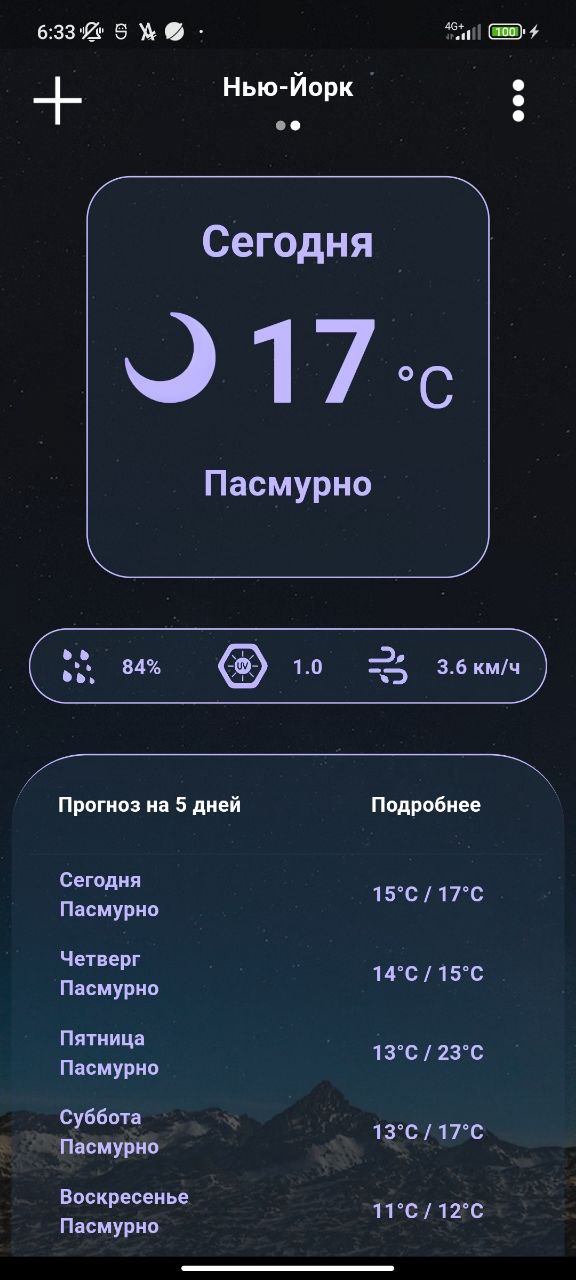 6:33
4G+
100
Нью-Йорк
Сегодня
17 °C
Пасмурно
84% UV 1.0 3.6 км/ч
Прогноз на 5 дней Подробнее
Сегодня
Пасмурно
15°C / 17°C
Четверг
Пасмурно
14°C / 15°C
Пятница
Пасмурно
13°C / 23°C
Суббота
Пасмурно
13°C / 17°C
Воскресенье
Пасмурно
11°C / 12°C